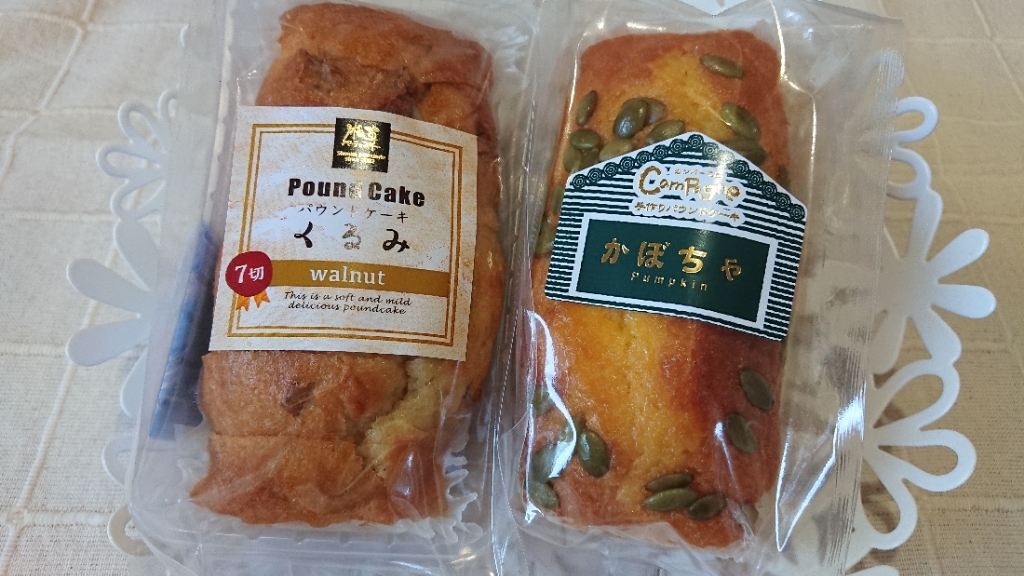 Pound Cake
パウンドケーキ
くるみ
7切
walnut
This is a soft and mild
delicious poundcake
ComPagne
手作りパウンドケーキ
かぼちゃ
Pumpkin